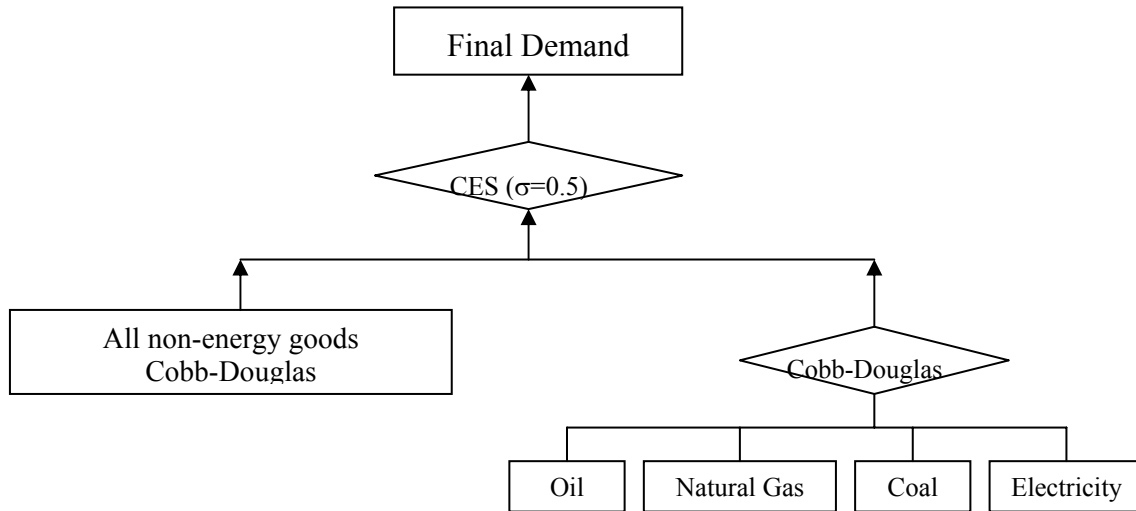 Final Demand
CES (σ=0.5)
All non-energy goods
Cobb-Douglas
Cobb-Douglas
Oil
Natural Gas
Coal
Electricity